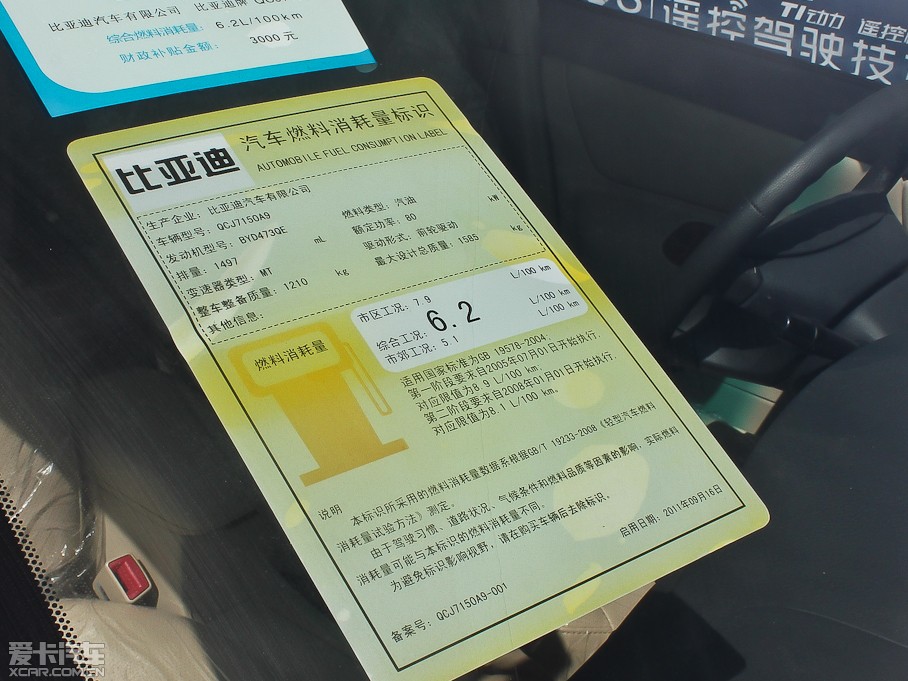 比亚迪汽车有限公司 比亚迪牌
综合燃料消耗量: 6.2L/100km
财政补贴金额: 3000 元
TI动力 遥控
遥控驾驶技
汽车燃料消耗量标识
比亚迪
AUTOMOBILE FUEL CONSUMPTION LABEL
生产企业: 比亚迪汽车有限公司
车辆型号: QCJ7150A9 燃料类型: 汽油
发动机型号: BYD473QE 额定功率: 80 kW
排量: 1497 mL 驱动形式: 前轮驱动
变速器类型: MT 最大设计总质量: 1585 kg
整车整备质量: 1210 kg
其他信息:
燃料消耗量
市区工况: 7.9 L/100 km
综合工况: 6.2 L/100 km
市郊工况: 5.1 L/100 km
适用国家标准为GB 19578-2004.
第一阶段要求自2005年07月01日开始执行.
对应限值为8.9 L/100 km.
第二阶段要来自2008年01月01日开始执行.
对应限值为8.1 L/100 km。
说明
本标识所采用的燃料消耗量数据系根据GB/T 19233-2008《轻型汽车燃料
消耗量试验方法》测定。
由于驾驶习惯、道路状况、气候条件和燃料品质等因素的影响, 实际燃料
消耗量可能与本标识的燃料消耗量不同。
为避免标识影响视野, 请在购买车辆后去除标识。
启用日期: 2011年09月16日
备案号: QCJ7150A9-001
爱卡汽车
XCAR.COM.CN